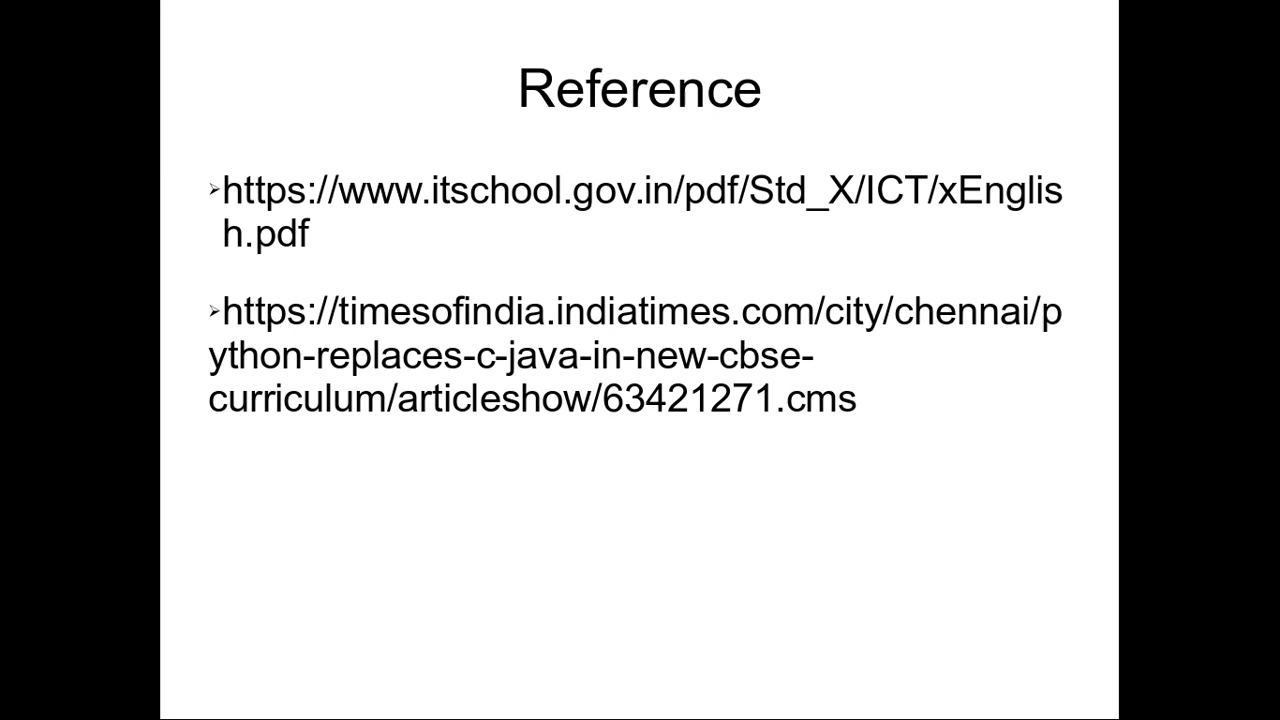 Reference
➢https://www.itschool.gov.in/pdf/Std_X/ICT/xEnglis
h.pdf
➢https://timesofindia.indiatimes.com/city/chennai/p
ython-replaces-c-java-in-new-cbse-
curriculum/articleshow/63421271.cms